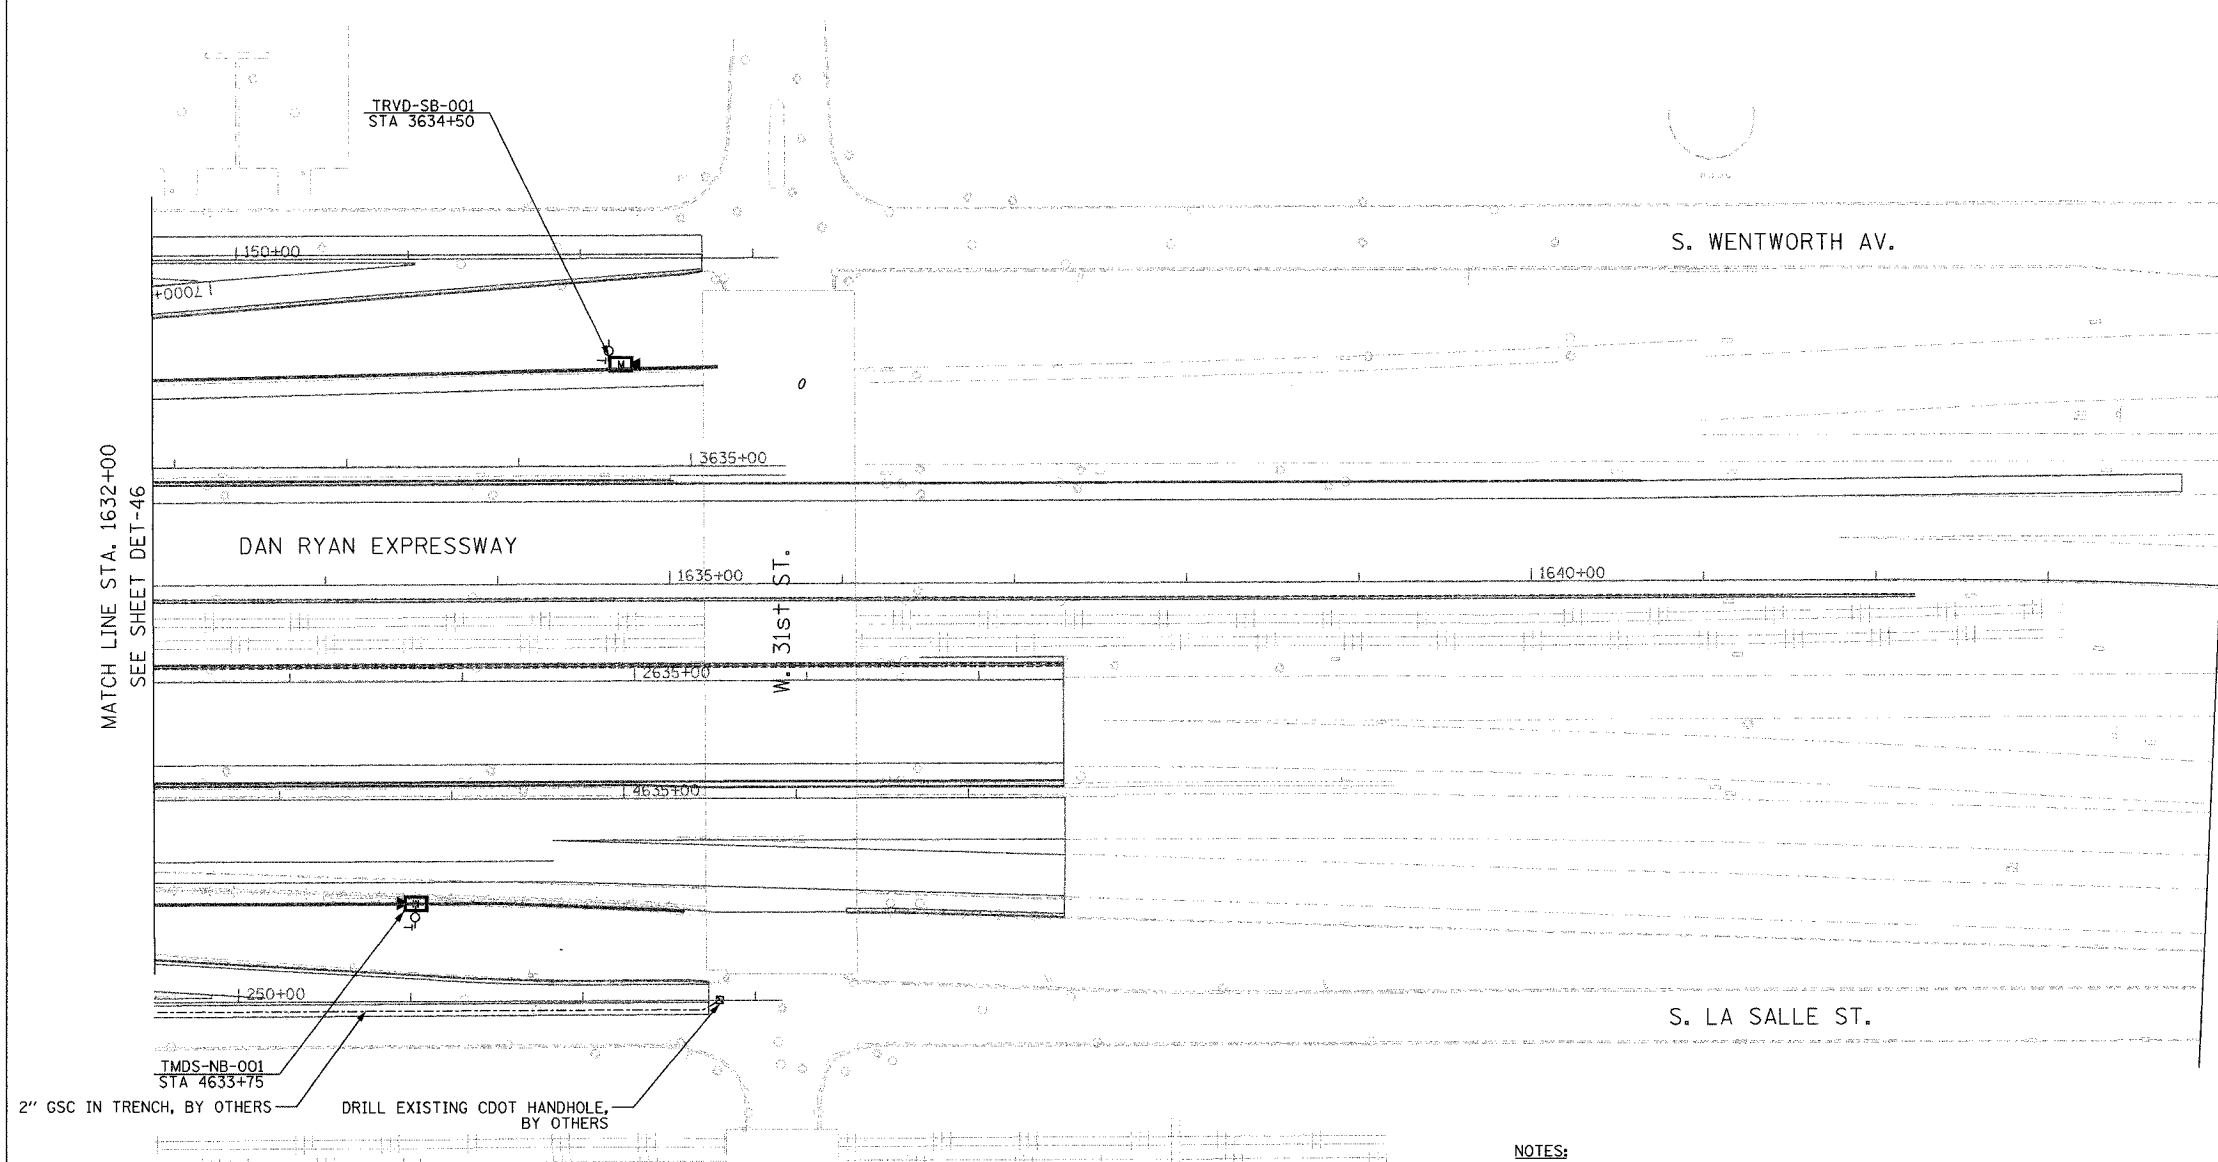 TRVD-SB-001
STA 3634+50
150+00
S. WENTWORTH AV.
17000+
3635+00
MATCH LINE STA. 1632+00
SEE SHEET DET-46
DAN RYAN EXPRESSWAY
1635+00
1640+00
W. 31st ST.
2635+00
4635+00
M
250+00
S. LA SALLE ST.
TMDS-NB-001
STA 4633+75
2" GSC IN TRENCH, BY OTHERS
DRILL EXISTING CDOT HANDHOLE,
BY OTHERS
NOTES: